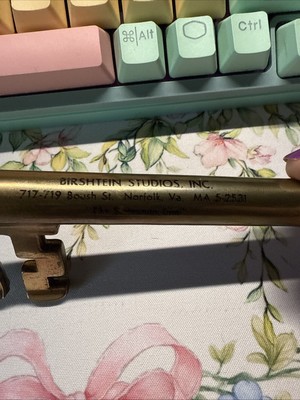 ⌘|Alt
Ctrl
BIRSHTEIN STUDIOS, INC.
717-719 Boush St. Norfolk, Va. MA 5-2531